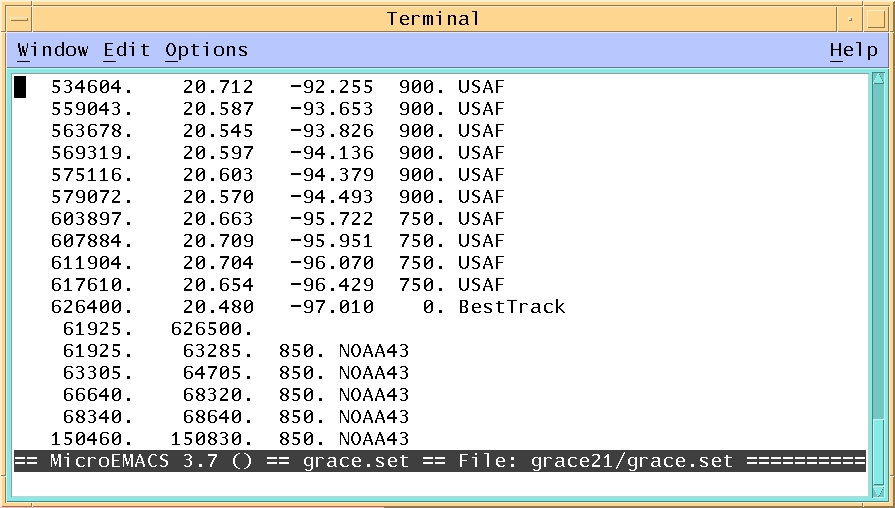 Terminal
Window Edit Options Help
534604. 20.712 -92.255 900. USAF
559043. 20.587 -93.653 900. USAF
563678. 20.545 -93.826 900. USAF
569319. 20.597 -94.136 900. USAF
575116. 20.603 -94.379 900. USAF
579072. 20.570 -94.493 900. USAF
603897. 20.663 -95.722 750. USAF
607884. 20.709 -95.951 750. USAF
611904. 20.704 -96.070 750. USAF
617610. 20.654 -96.429 750. USAF
626400. 20.480 -97.010 0. BestTrack
61925. 626500.
61925. 63285. 850. NOAA43
63305. 64705. 850. NOAA43
66640. 68320. 850. NOAA43
68340. 68640. 850. NOAA43
150460. 150830. 850. NOAA43
== MicroEMACS 3.7 () == grace.set == File: grace21/grace.set ==========